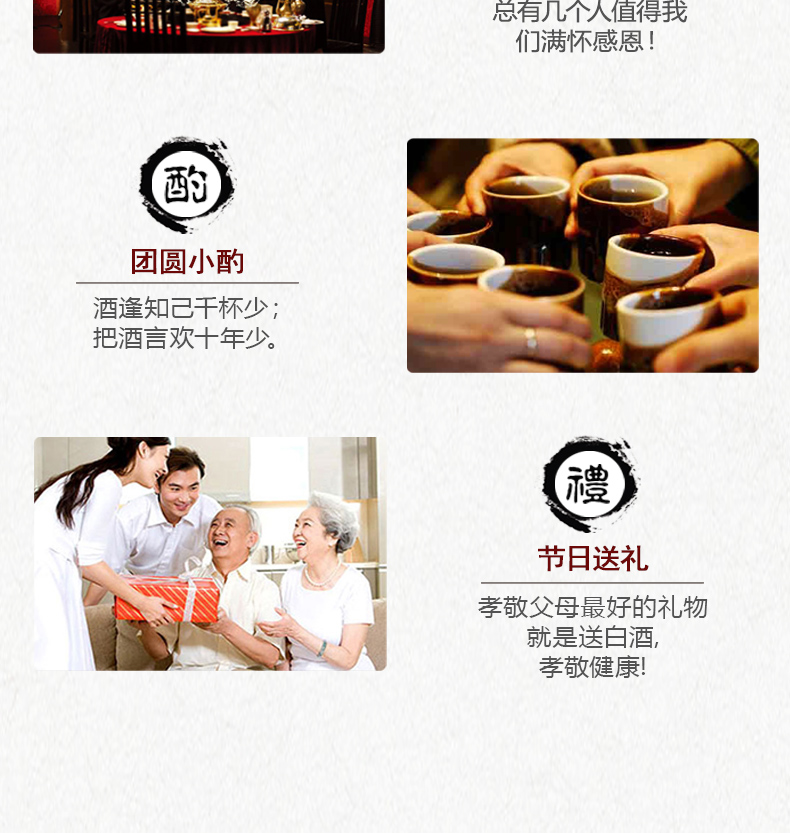 总有几个人值得我
们满怀感恩！
酌
团圆小酌
酒逢知己千杯少；
把酒言欢十年少。
禮
节日送礼
孝敬父母最好的礼物
就是送白酒,
孝敬健康!